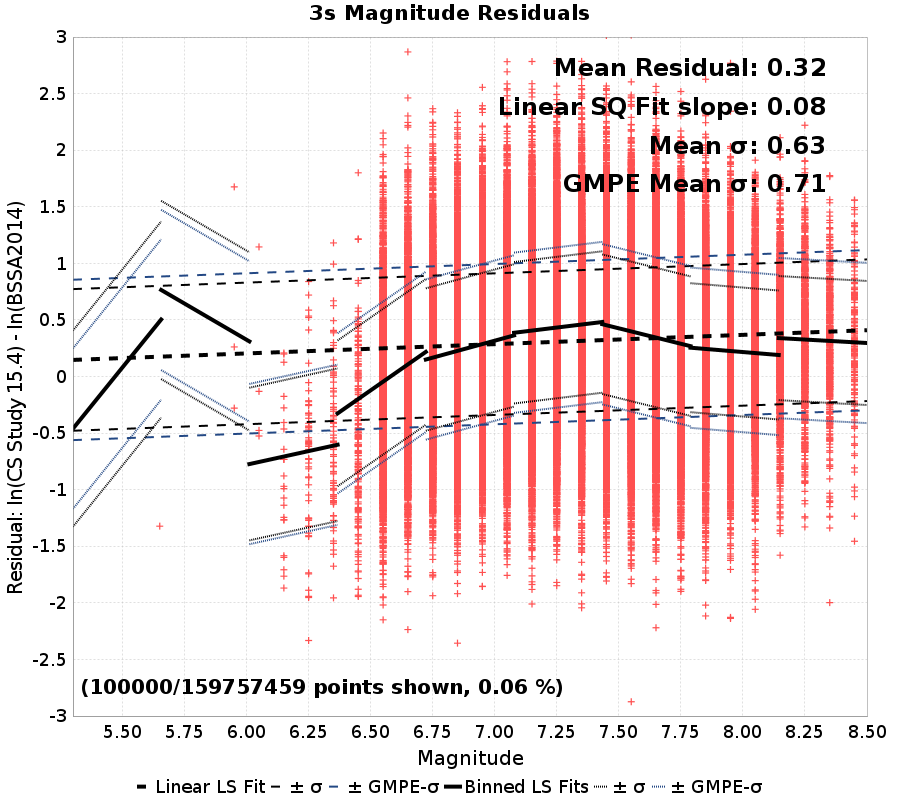 3s Magnitude Residuals
Mean Residual: 0.32
Linear SQ Fit slope: 0.08
Mean σ: 0.63
GMPE Mean σ: 0.71
Residual: ln(CS Study 15.4) - ln(BSSA2014)
3
2.5
2
1.5
1
0.5
0
-0.5
-1
-1.5
-2
-2.5
-3
(100000/159757459 points shown, 0.06 %)
5.50 5.75 6.00 6.25 6.50 6.75 7.00 7.25 7.50 7.75 8.00 8.25 8.50
Magnitude
Linear LS Fit ± σ ± GMPE-σ Binned LS Fits ± σ ± GMPE-σ